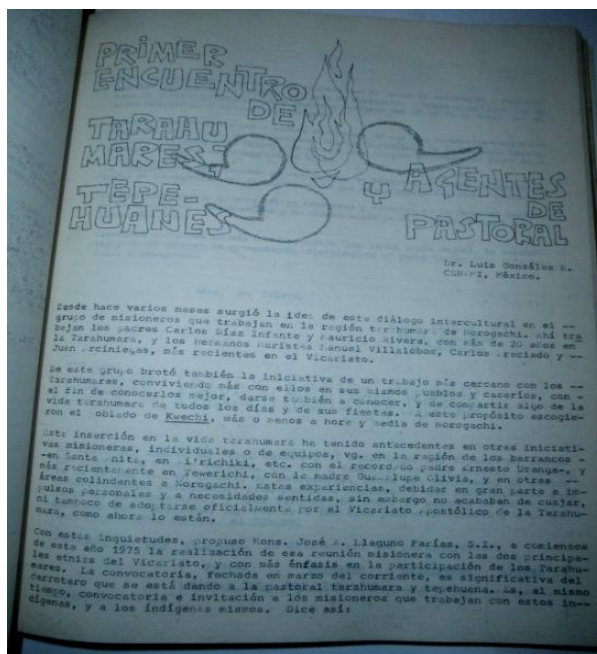 PRIMER
ENCUENTRO
DE
TARAHU
MARES,
TEPE-
HUANES
Y AGENTES
DE
PASTORAL
Dr. Luis González R.
México.
Desde hace varios meses surgió la idea de este diálogo intercultural en el --
grupo de misioneros que trabajan en la región tarahumara de Norogachi. Ahí tra
bajan los padres Carlos Díaz Infante y Mauricio Rivera, con más de 20 años en
la Tarahumara, y los Hermanos Maristas Manuel Villalobos, Carlos Preciado y --
Juan Arciniegas, más recientes en el Vicariato.
De este grupo brotó también la iniciativa de un trabajo más cercano con los --
Tarahumares, conviviendo más con ellos en sus mismos pueblos y caseríos, con -
el fin de conocerlos mejor, darse también a conocer, y de compartir algo de la
vida tarahumara de todos los días y de sus fiestas. A este propósito escogie-
ron el poblado de Kwechi, más o menos a hora y media de Norogachi.
Esta inserción en la vida tarahumara ha tenido antecedentes en otras iniciati-
vas misioneras, individuales o de equipos, vg. en la región de los barrancos -
-en Santa Anita, en etc. con el recordado padre Ernesto Uranga-, y
más recientemente en Tewerichi, con la madre Guadalupe Olivia, y en otras --
áreas colindantes a Norogachi. Estas experiencias, debidas en gran parte a im-
pulsos personales y a necesidades sentidas, sin embargo no acababan de cuajar,
ni tampoco de adoptarse oficialmente por el Vicariato Apostólico de la Tarahu-
mara, como ahora lo están.
Con estas inquietudes, propuso Mons. José A. Llaguno Farías, S.I., a comienzos
de este año 1975 la realización de esa reunión misionera con las dos principa-
les etnias del Vicariato, y con más énfasis en la participación de los Tarahu-
mares. La convocatoria, fechada en marzo del corriente, es significativa del
derrotero que se está dando a la pastoral tarahumara y tepehuana. Es, al mismo
tiempo, convocatoria e invitación a los misioneros que trabajan con estos in--
dígenas, y a los indígenas mismos. Dice así: